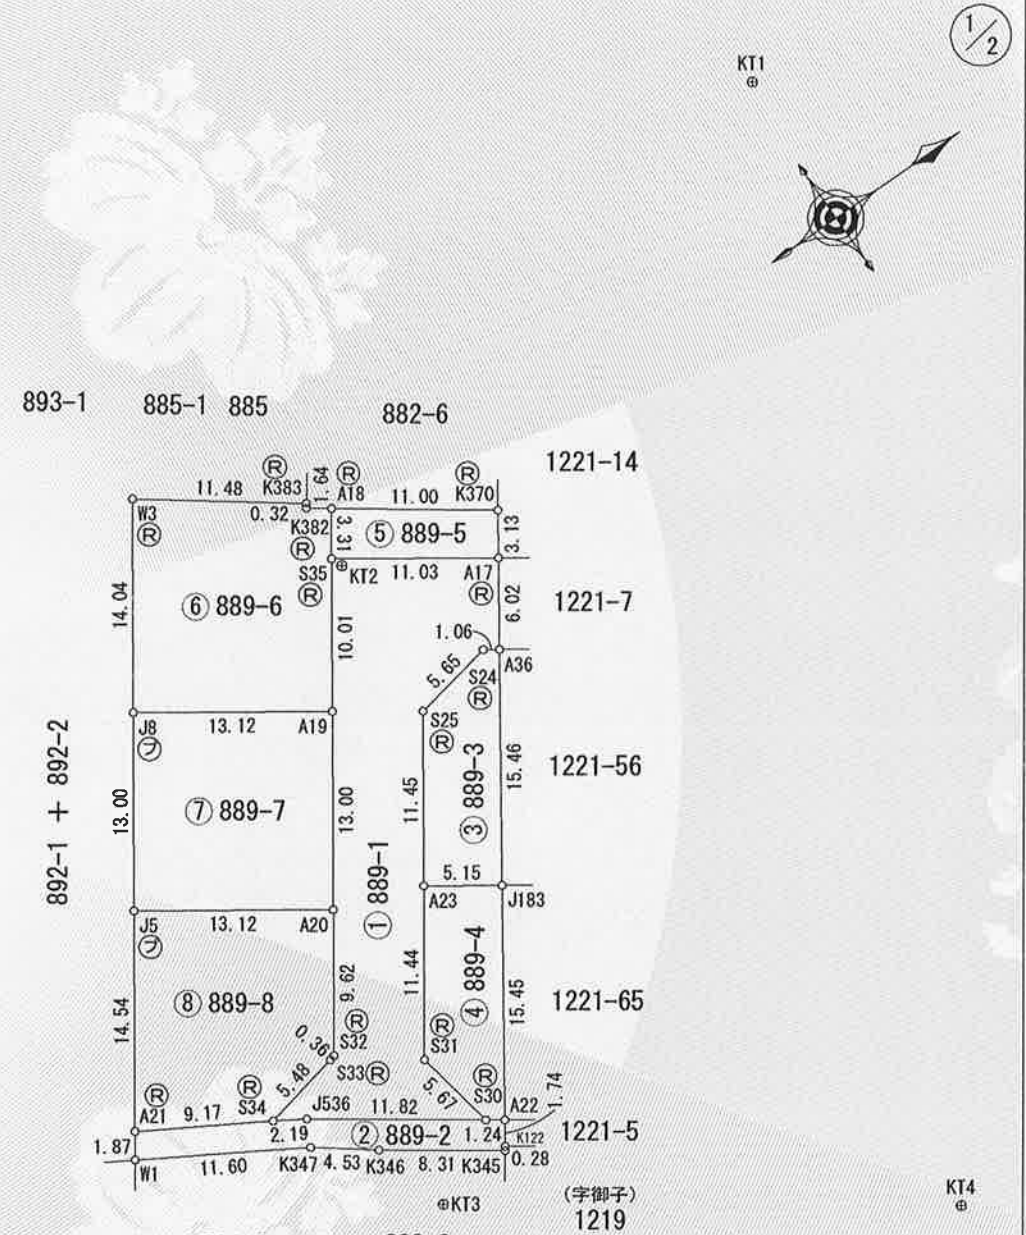 1/2
KT1
893-1 885-1 885 882-6
1221-14
Ⓡ Ⓡ Ⓡ
11.48 K383 1.64 A18 11.00 K370
W3 0.32 K382 3.31 ⑤ 889-5 3.13
Ⓡ Ⓡ
S35 KT2 11.03 A17
Ⓡ Ⓡ
14.04 ⑥ 889-6 10.01 6.02 1221-7
1.06 A36
5.65 S24
Ⓡ
J8 13.12 A19 S25
㋫ Ⓡ
892-1 + 892-2
13.00 ⑦ 889-7 13.00 11.45 ③ 889-3 15.46 1221-56
① 889-1
5.15
A23 J183
J5 13.12 A20
㋫
14.54 ⑧ 889-8 9.62 11.44 ④ 889-4 15.45 1221-65
Ⓡ
0.36 S32 Ⓡ S31
5.48 S33 Ⓡ 5.67 Ⓡ
Ⓡ Ⓡ S30
A21 9.17 S34 J536 11.82 A22 1.74
1.87 2.19 ② 889-2 1.24 K122 1221-5
W1 11.60 K347 4.53 K346 8.31 K345 0.28
KT3 (字御子) KT4
1219